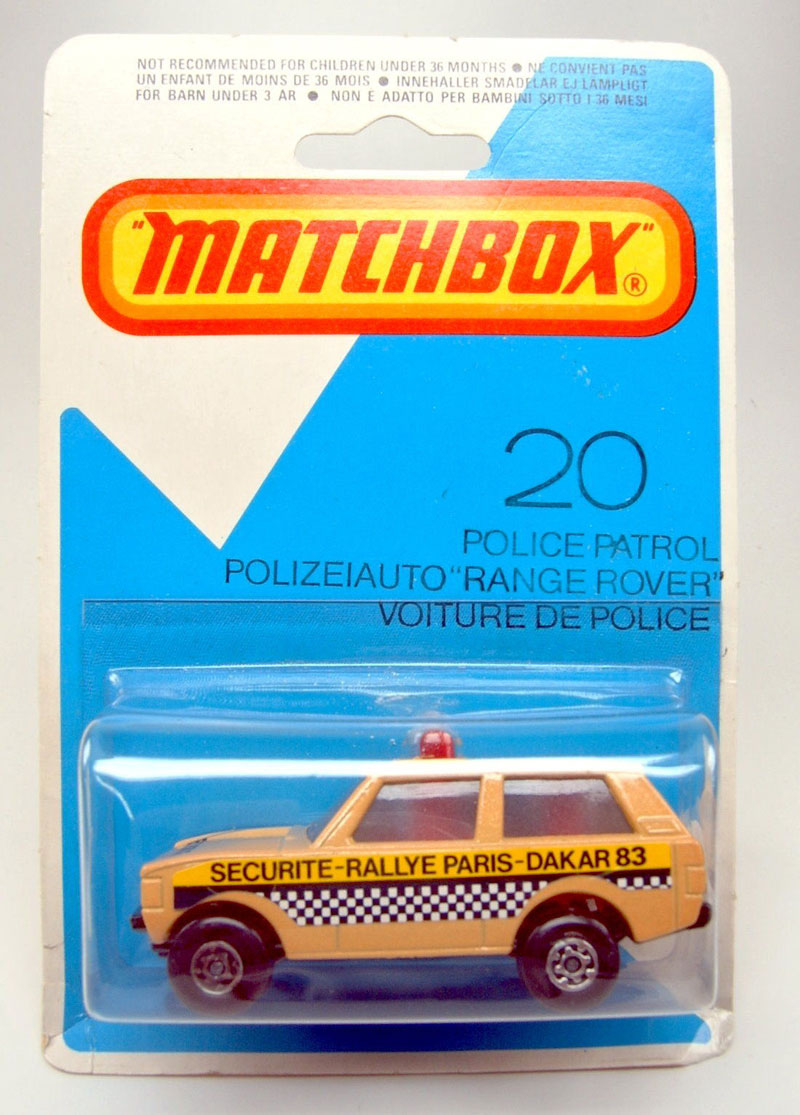 NOT RECOMMENDED FOR CHILDREN UNDER 36 MONTHS ● NE CONVIENT PAS
UN ENFANT DE MOINS DE 36 MOIS ● INNEHALLER SMADELAR EJ LAMPLIGT
FOR BARN UNDER 3 AR ● NON E ADATTO PER BAMBINI SOTTO I 36 MESI
"MATCHBOX"®
20
POLICE PATROL
POLIZEIAUTO "RANGE ROVER"
VOITURE DE POLICE
SECURITE-RALLYE PARIS-DAKAR 83